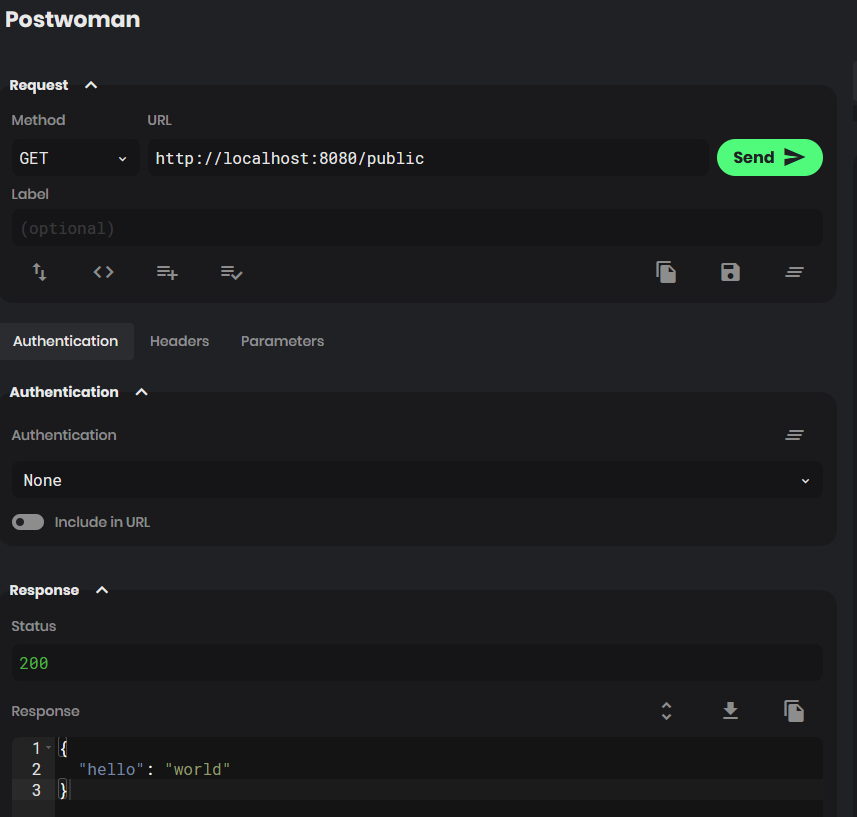 Postwoman
Request
Method URL
GET http://localhost:8080/public Send
Label
(optional)
Authentication Headers Parameters
Authentication
Authentication
None
Include in URL
Response
Status
200
Response
1 {
2 "hello": "world"
3 }